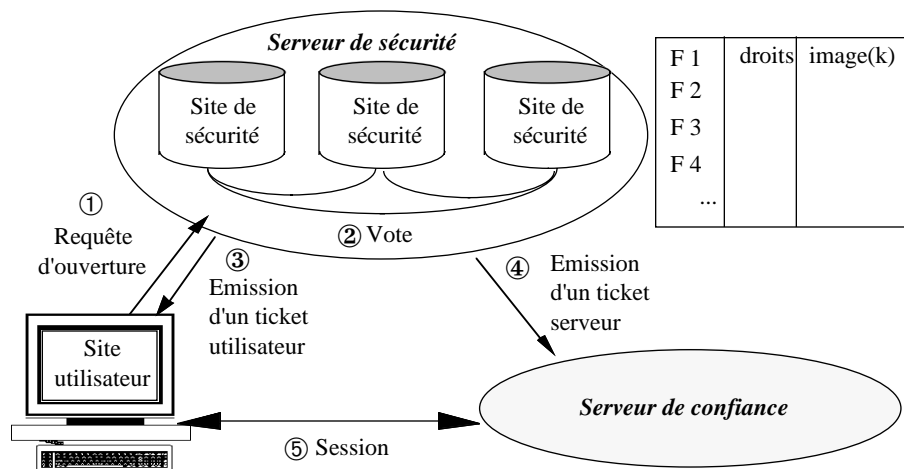 Serveur de sécurité
Site de
sécurité
Site de
sécurité
Site de
sécurité
F 1 droits image(k)
F 2
F 3
F 4
...
①
Requête
d'ouverture
② Vote
③
Emission
d'un ticket
utilisateur
④ Emission
d'un ticket
serveur
Site
utilisateur
Serveur de confiance
⑤ Session